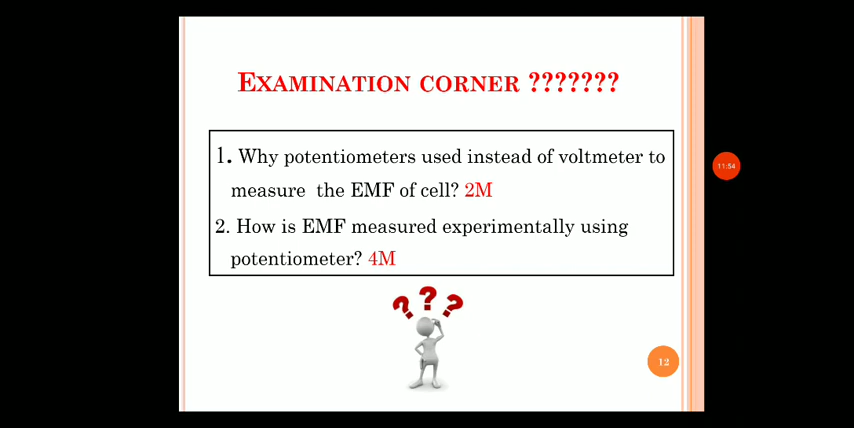 EXAMINATION CORNER ???????
1. Why potentiometers used instead of voltmeter to
measure the EMF of cell? 2M
2. How is EMF measured experimentally using
potentiometer? 4M
11:54
12